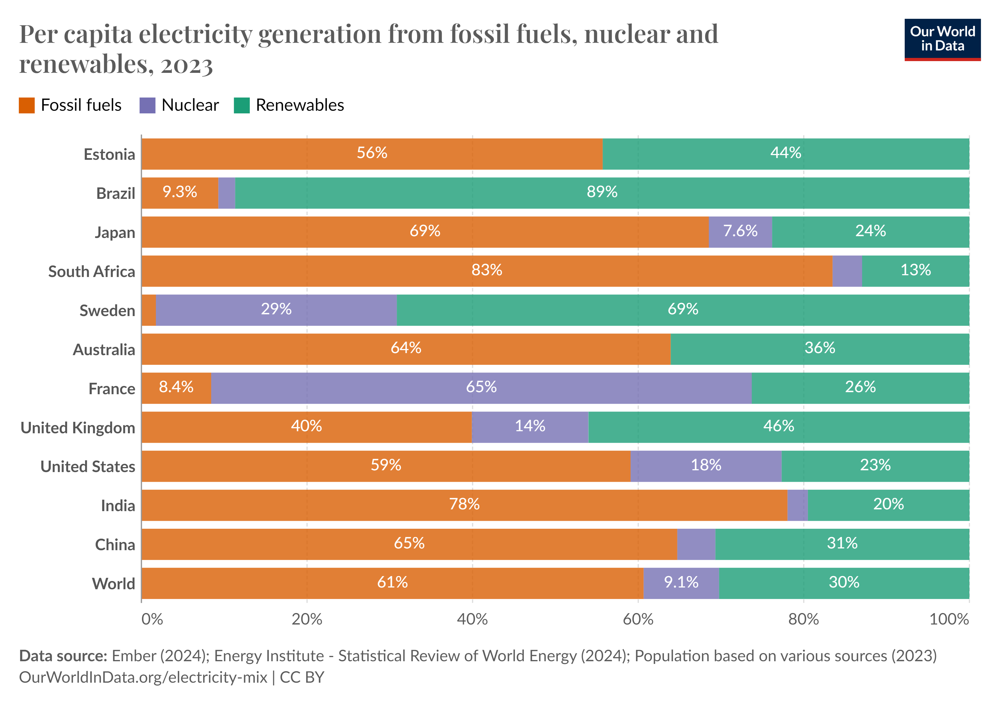 Per capita electricity generation from fossil fuels, nuclear and
renewables, 2023
Our World
in Data
Fossil fuels Nuclear Renewables
Estonia 56% 44%
Brazil 9.3% 89%
Japan 69% 7.6% 24%
South Africa 83% 13%
Sweden 29% 69%
Australia 64% 36%
France 8.4% 65% 26%
United Kingdom 40% 14% 46%
United States 59% 18% 23%
India 78% 20%
China 65% 31%
World 61% 9.1% 30%
0% 20% 40% 60% 80% 100%
Data source: Ember (2024); Energy Institute - Statistical Review of World Energy (2024); Population based on various sources (2023)
OurWorldInData.org/electricity-mix | CC BY